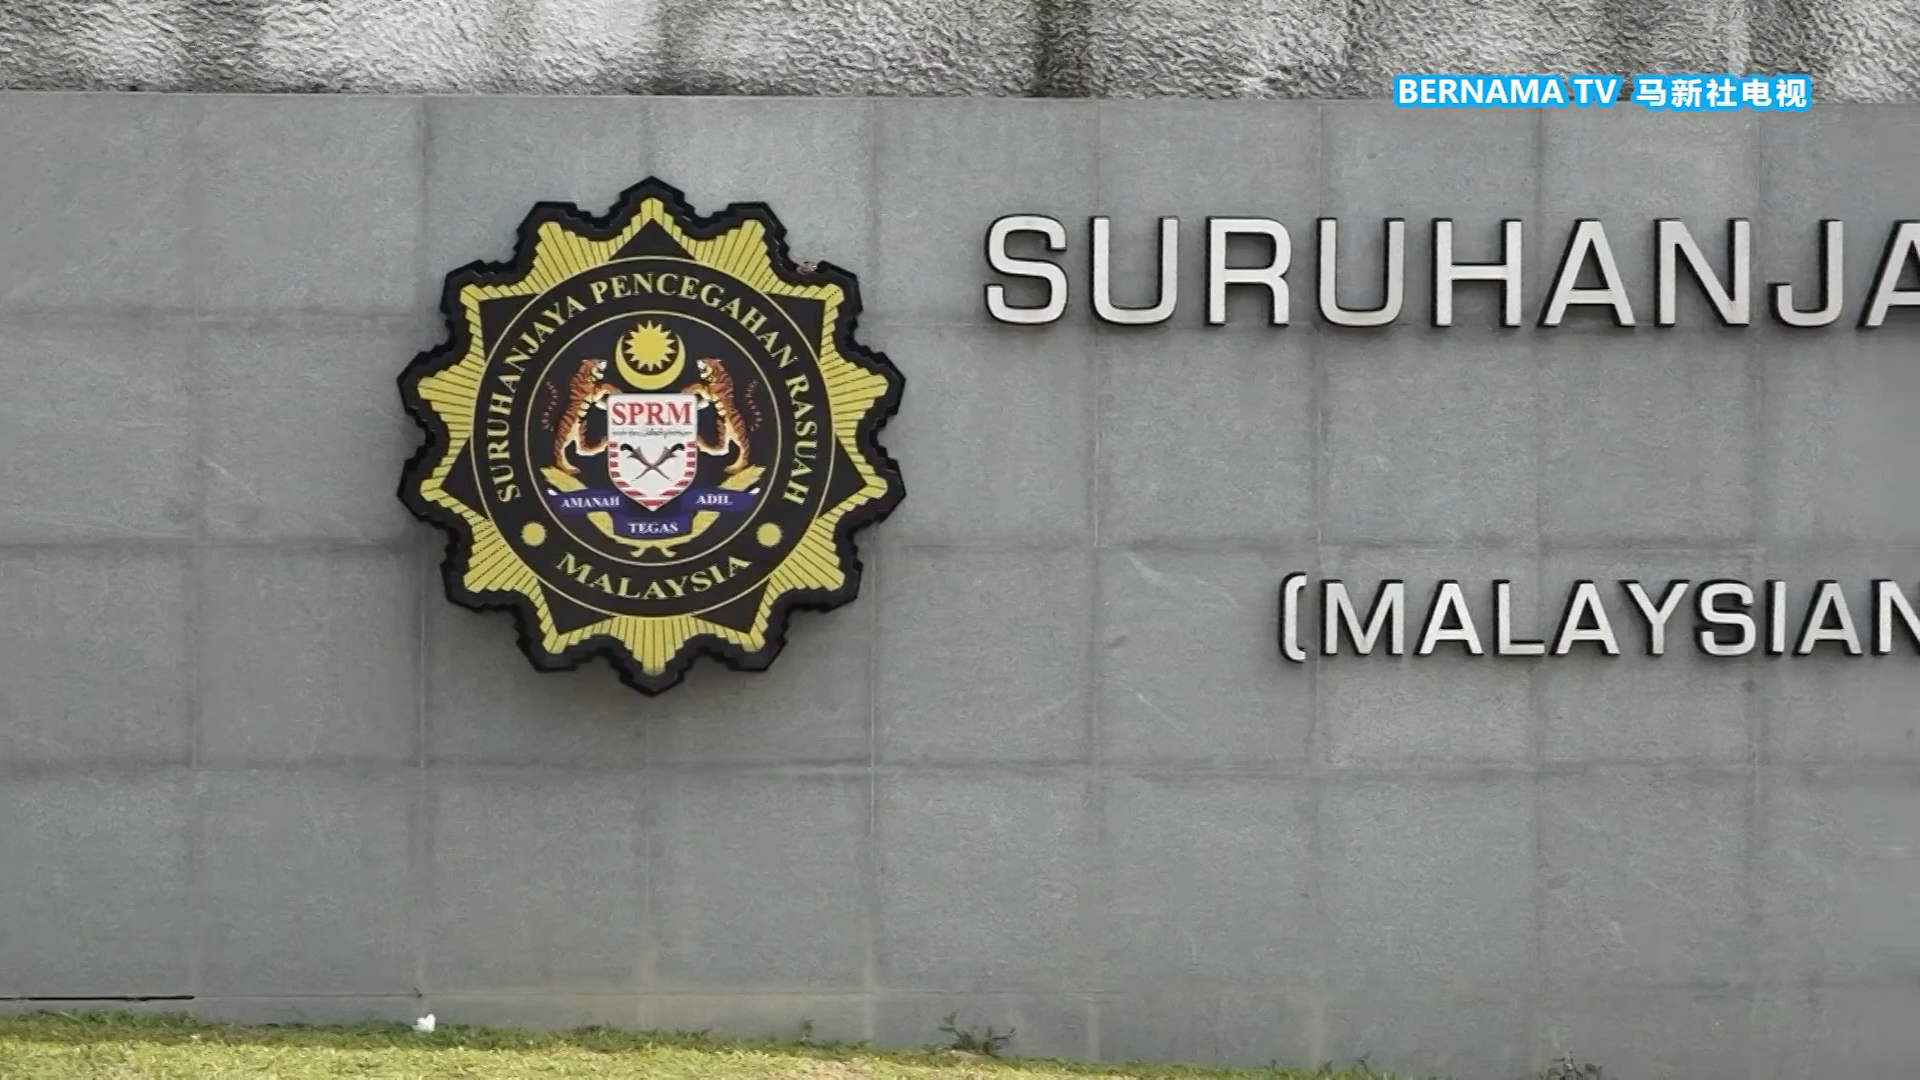 BERNAMA TV 马新社电视
SURUHANJA
(MALAYSIAN
SURUHANJAYA PENCEGAHAN RASUAH
SPRM
AMANAH
TEGAS
ADIL
MALAYSIA